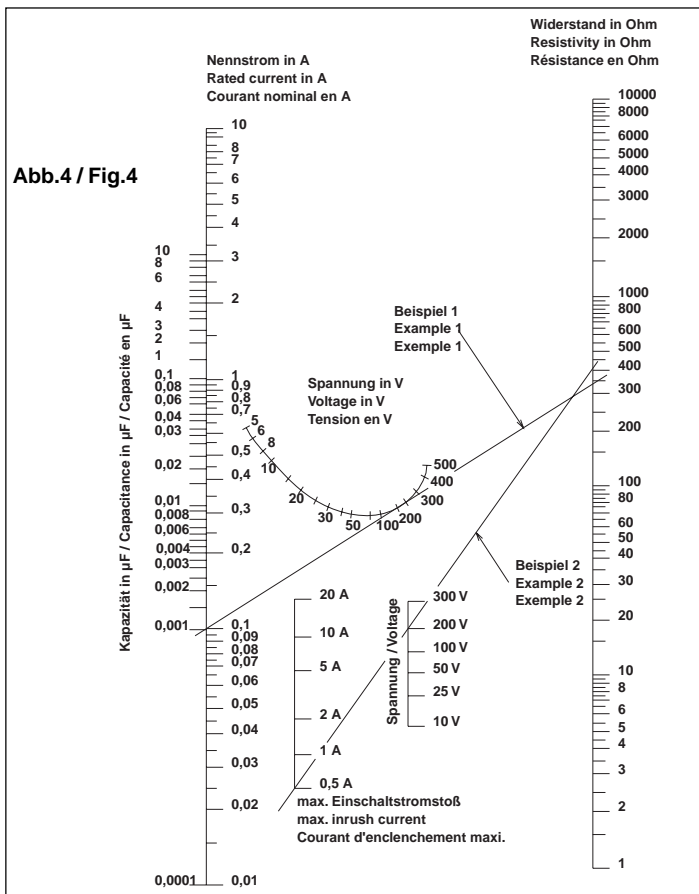 Widerstand in Ohm
Resistivity in Ohm
Résistance en Ohm
Nennstrom in A
Rated current in A
Courant nominal en A
Abb.4 / Fig.4
Kapazität in µF / Capacitance in µF / Capacité en µF
10
8
6
4
3
2
1
0,1
0,08
0,06
0,04
0,03
0,02
0,01
0,008
0,006
0,004
0,003
0,002
0,001
0,0001
10
8
7
6
5
4
3
2
1
0,9
0,8
0,7
0,5
0,4
0,3
0,2
0,1
0,09
0,08
0,07
0,06
0,05
0,04
0,03
0,02
0,01
Spannung in V
Voltage in V
Tension en V
5
6
8
10
20
30
50
100
200
300
400
500
Beispiel 1
Example 1
Exemple 1
Beispiel 2
Example 2
Exemple 2
20 A
10 A
5 A
2 A
1 A
0,5 A
max. Einschaltstromstoß
max. inrush current
Courant d'enclenchement maxi.
Spannung / Voltage
300 V
200 V
100 V
50 V
25 V
10 V
10000
8000
6000
5000
4000
3000
2000
1000
800
600
500
400
300
200
100
80
60
50
40
30
20
10
8
6
5
4
3
2
1